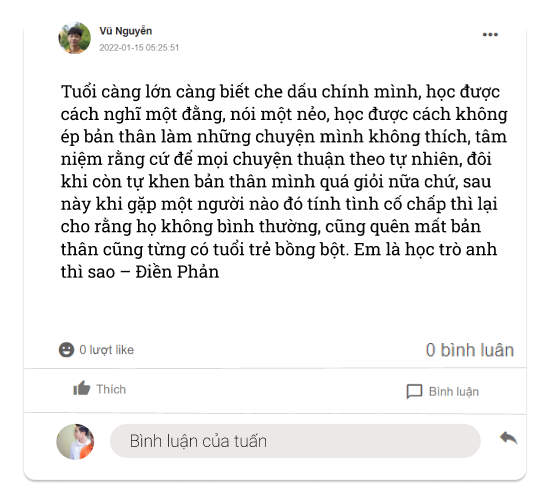 Vũ Nguyễn
2022-01-15 05:25:51
Tuổi càng lớn càng biết che dấu chính mình, học được
cách nghĩ một đằng, nói một nẻo, học được cách không
ép bản thân làm những chuyện mình không thích, tâm
niệm rằng cứ để mọi chuyện thuận theo tự nhiên, đôi
khi còn tự khen bản thân mình quá giỏi nữa chứ, sau
này khi gặp một người nào đó tính tình cố chấp thì lại
cho rằng họ không bình thường, cũng quên mất bản
thân cũng từng có tuổi trẻ bồng bột. Em là học trò anh
thì sao – Điền Phản
0 lượt like
0 bình luân
Thích
Bình luận
Bình luận của tuấn